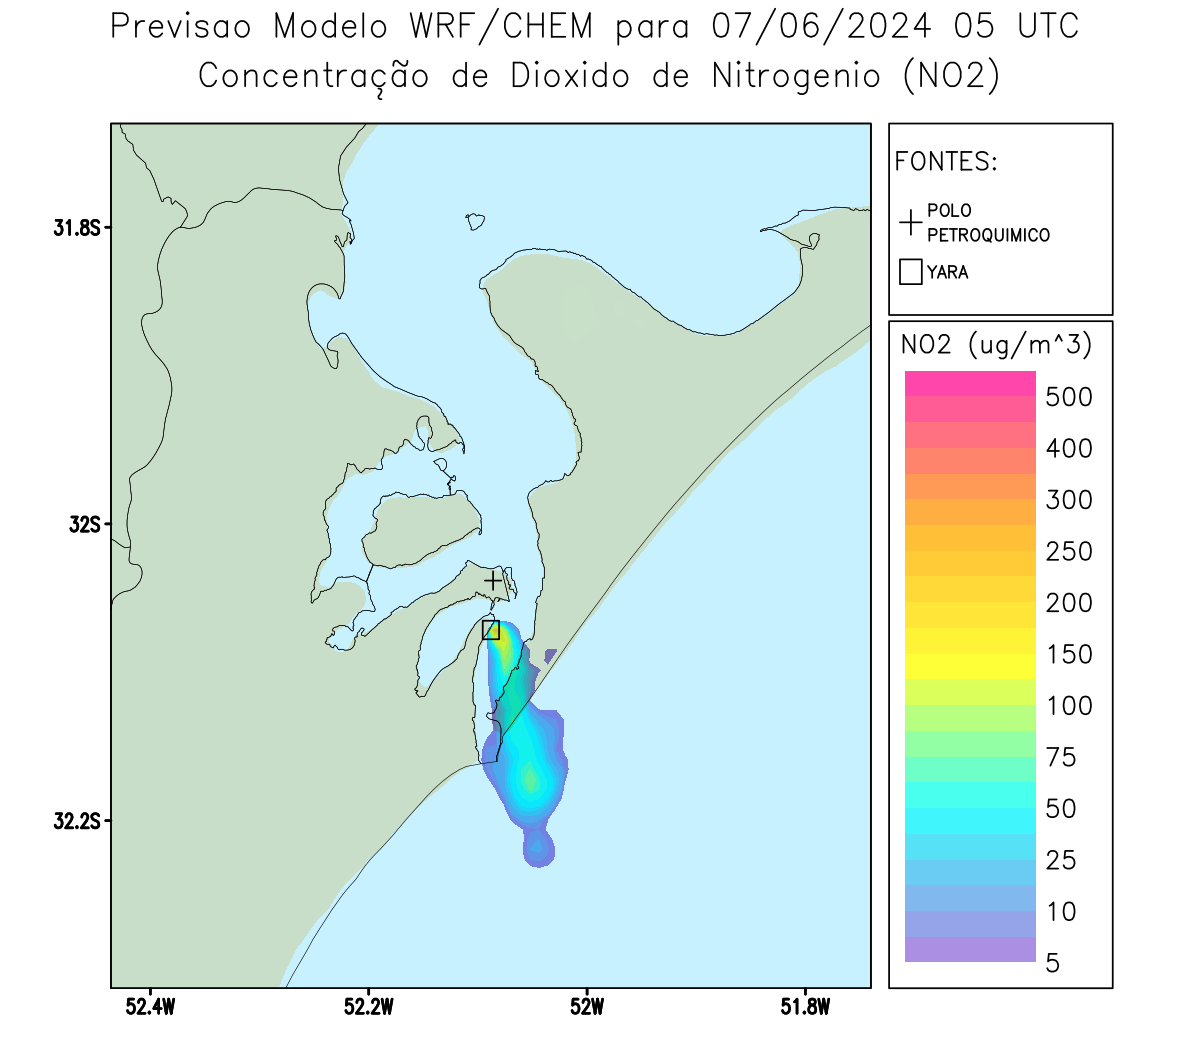 Previsao Modelo WRF/CHEM para 07/06/2024 05 UTC
Concentração de Dioxido de Nitrogenio (NO2)
FONTES:
POLO
PETROQUIMICO
YARA
NO2 (ug/m^3)
500
400
300
250
200
150
100
75
50
25
10
5
31.8S
32S
32.2S
52.4W
52.2W
52W
51.8W